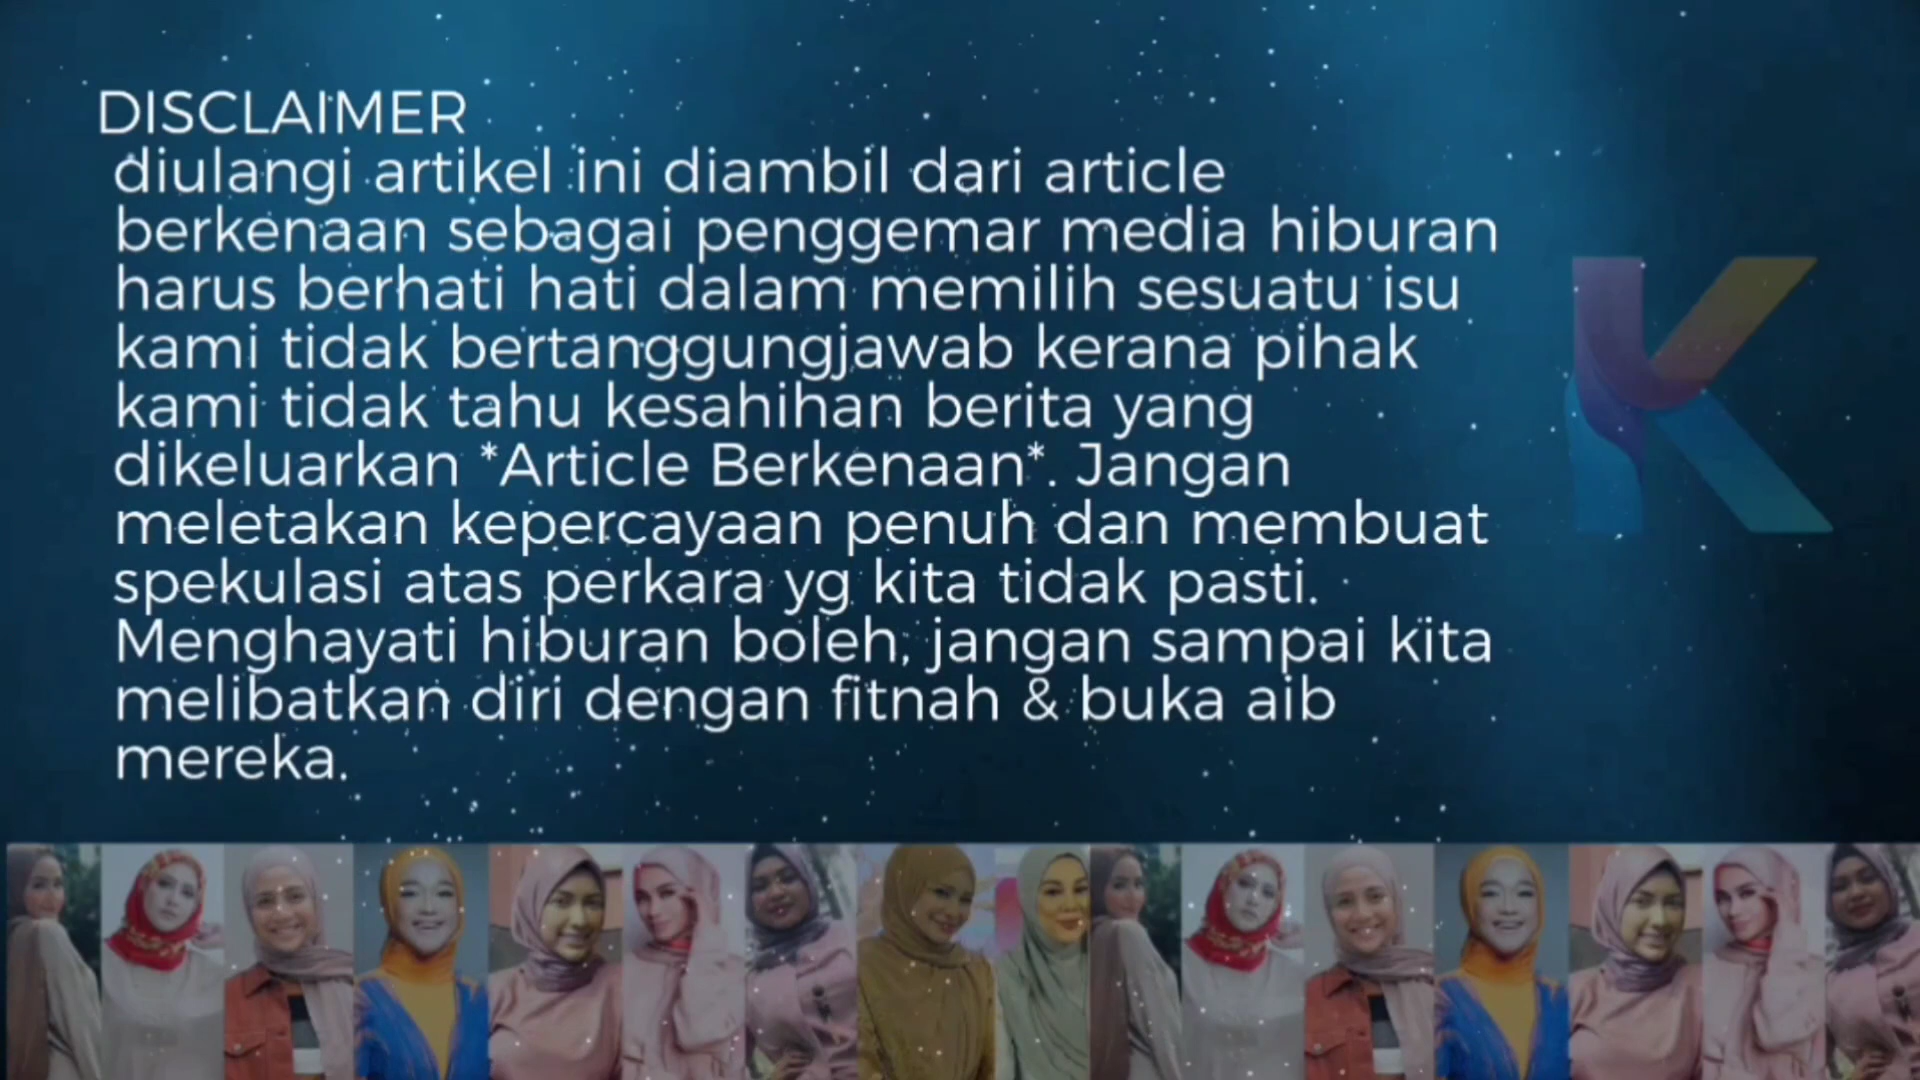 DISCLAIMER
diulangi artikel ini diambil dari article
berkenaan sebagai penggemar media hiburan
harus berhati hati dalam memilih sesuatu isu
kami tidak bertanggungjawab kerana pihak
kami tidak tahu kesahihan berita yang
dikeluarkan *Article Berkenaan*. Jangan
meletakan kepercayaan penuh dan membuat
spekulasi atas perkara yg kita tidak pasti.
Menghayati hiburan boleh, jangan sampai kita
melibatkan diri dengan fitnah & buka aib
mereka.
K